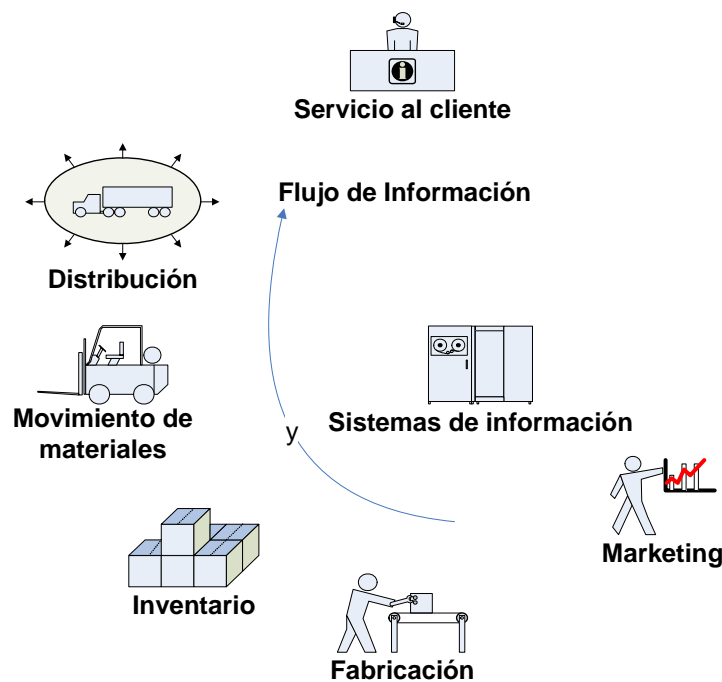 Servicio al cliente
Flujo de Información
Distribución
Movimiento de
materiales
Sistemas de información
y
Marketing
Inventario
Fabricación